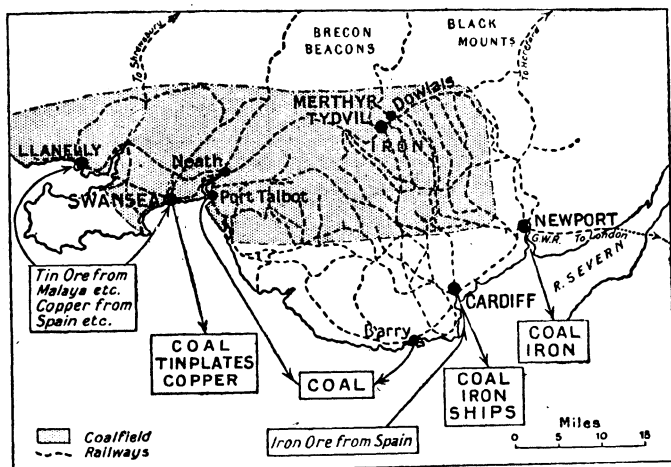 BRECON
BEACONS
BLACK
MOUNTS
To Shrewsbury
To Hereford
MERTHYR
TYDVIL
Dowlais
IRON
LLANELLY
Neath
SWANSEA
Port Talbot
NEWPORT
G.W.R. To London
R. SEVERN
Tin Ore from
Malaya etc.
Copper from
Spain etc.
CARDIFF
Barry
COAL
TINPLATES
COPPER
COAL
COAL
IRON
SHIPS
COAL
IRON
Coalfield
Railways
Iron Ore from Spain
Miles
0 5 10 15